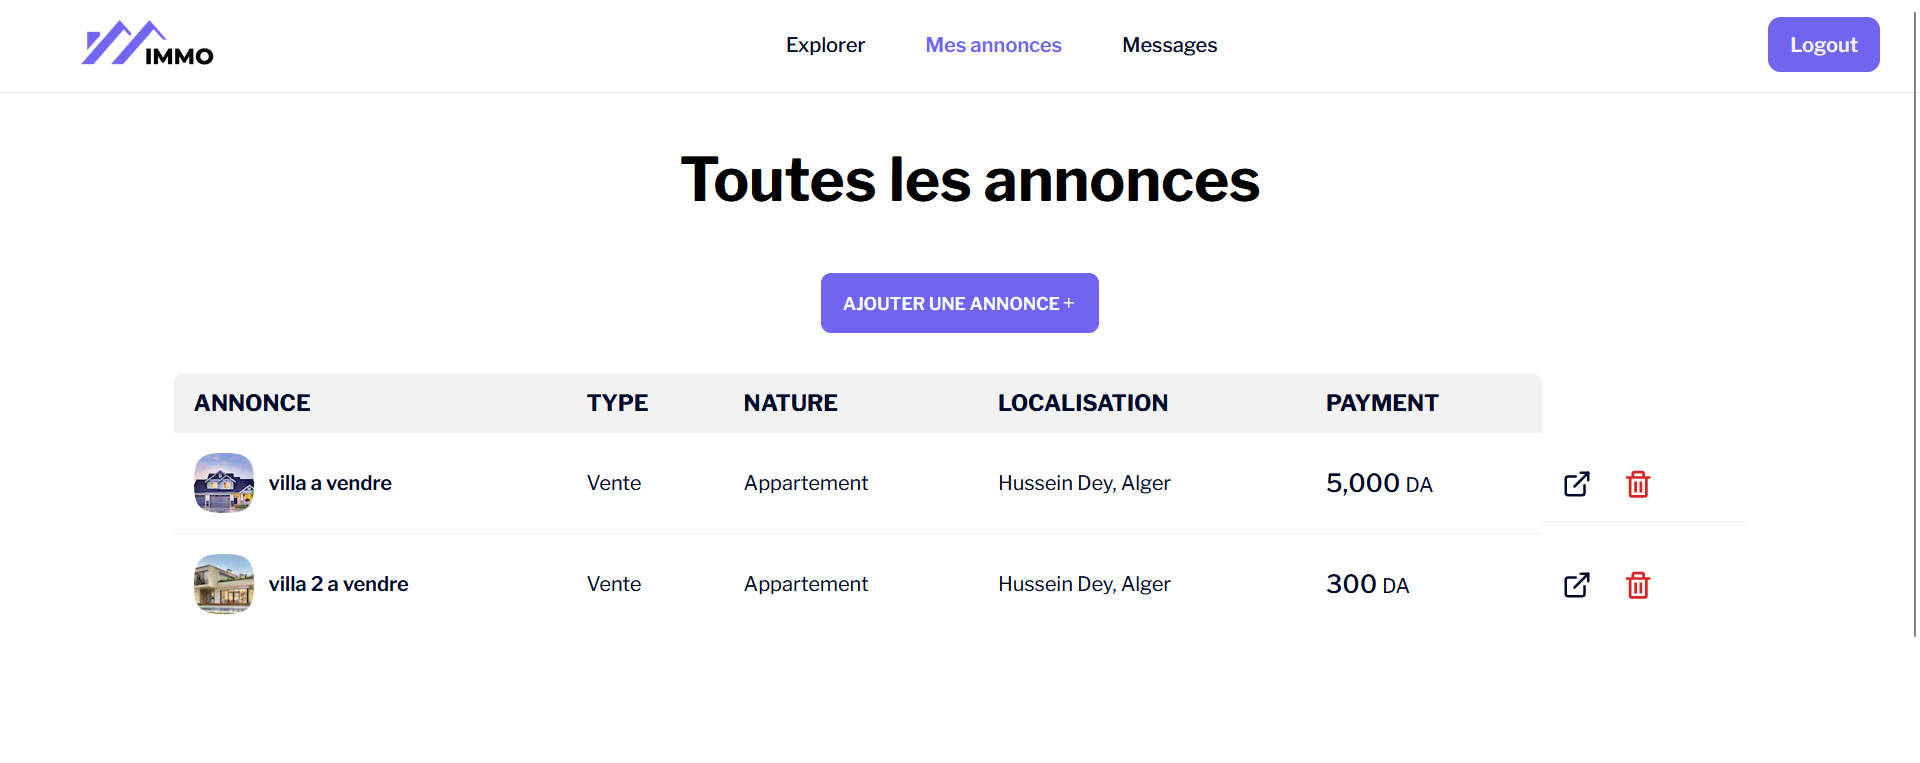 IMMO
Explorer Mes annonces Messages Logout
Toutes les annonces
AJOUTER UNE ANNONCE +
ANNONCE TYPE NATURE LOCALISATION PAYMENT
villa a vendre Vente Appartement Hussein Dey, Alger 5,000 DA
villa 2 a vendre Vente Appartement Hussein Dey, Alger 300 DA